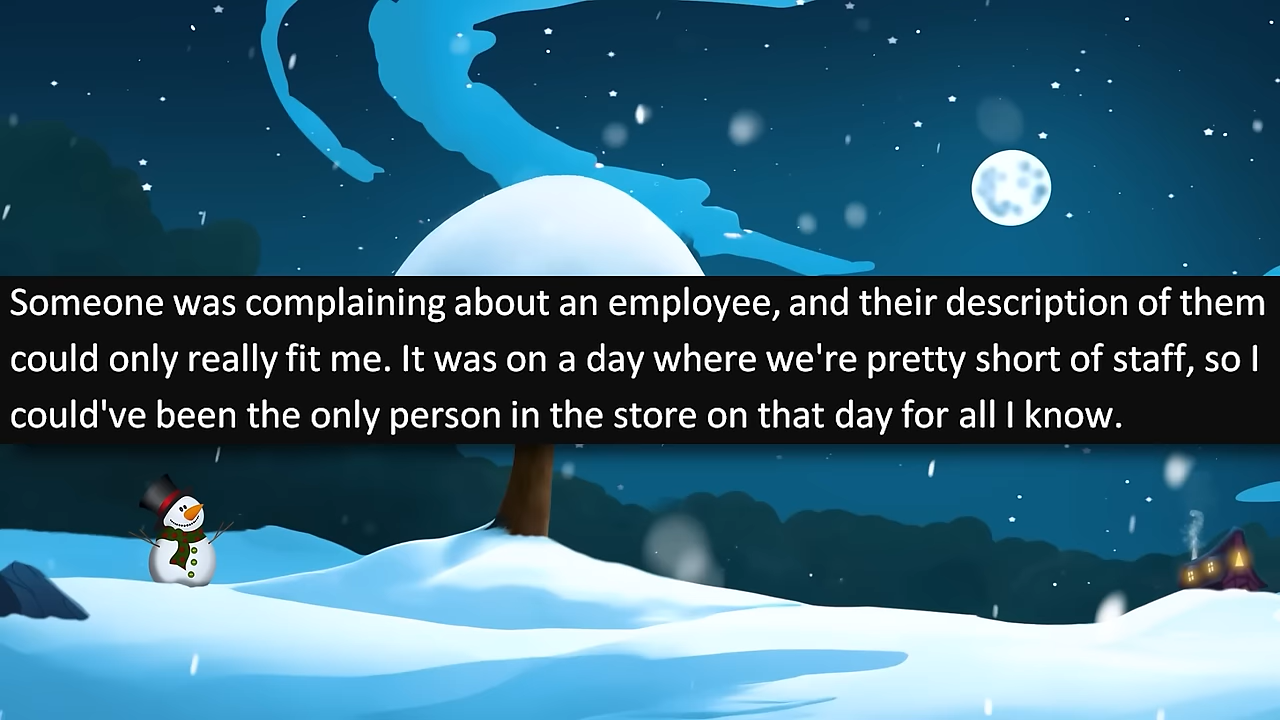 Someone was complaining about an employee, and their description of them
could only really fit me. It was on a day where we're pretty short of staff, so I
could've been the only person in the store on that day for all I know.